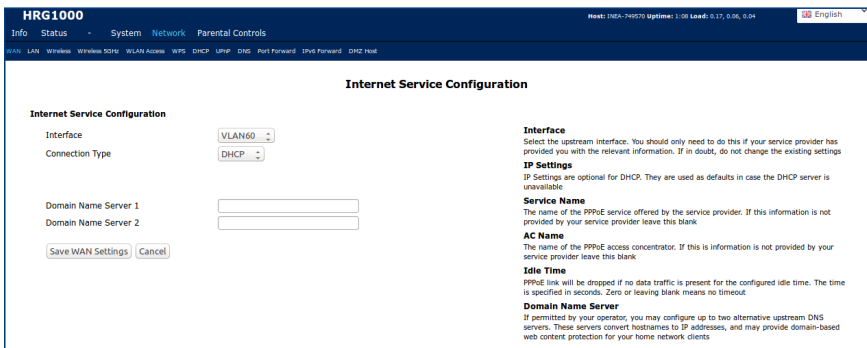 HRG1000
Host: INEA-749570 Uptime: 1:08 Load: 0.17, 0.06, 0.04
English
Info Status - System Network Parental Controls
WAN LAN Wireless Wireless 5GHz WLAN Access WPS DHCP UPnP DNS Port Forward IPv6 Forward DMZ Host
Internet Service Configuration
Internet Service Configuration
Interface
VLAN60
Connection Type
DHCP
Domain Name Server 1
Domain Name Server 2
Save WAN Settings Cancel
Interface
Select the upstream interface. You should only need to do this if your service provider has
provided you with the relevant information. If in doubt, do not change the existing settings
IP Settings
IP Settings are optional for DHCP. They are used as defaults in case the DHCP server is
unavailable
Service Name
The name of the PPPoE service offered by the service provider. If this information is not
provided by your service provider leave this blank
AC Name
The name of the PPPoE access concentrator. If this is information is not provided by your
service provider leave this blank
Idle Time
PPPoE link will be dropped if no data traffic is present for the configured idle time. The time
is specified in seconds. Zero or leaving blank means no timeout
Domain Name Server
If permitted by your operator, you may configure up to two alternative upstream DNS
servers. These servers convert hostnames to IP addresses, and may provide domain-based
web content protection for your home network clients